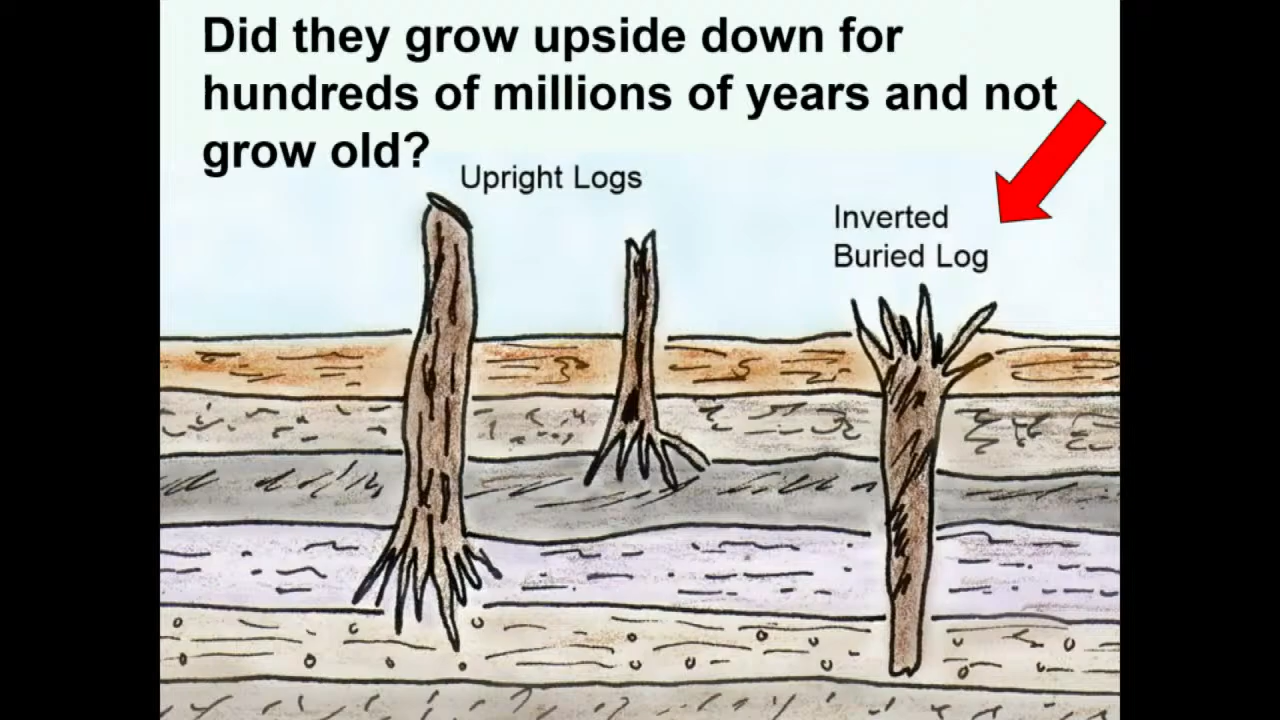 Did they grow upside down for
hundreds of millions of years and not
grow old?
Upright Logs
Inverted
Buried Log